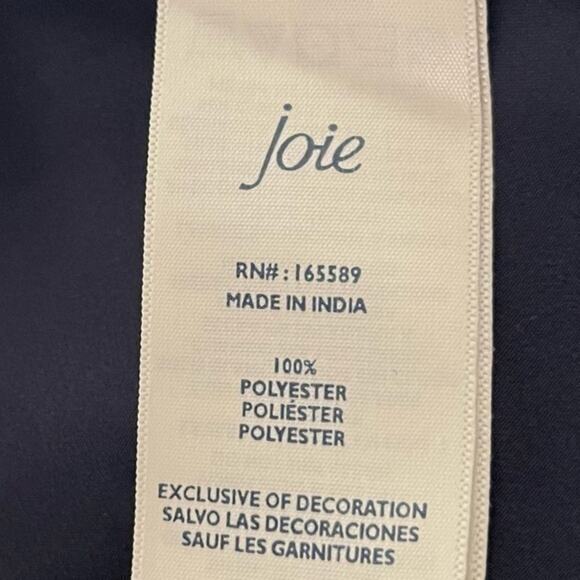 joie
RN#: 165589
MADE IN INDIA
100%
POLYESTER
POLIÉSTER
POLYESTER
EXCLUSIVE OF DECORATION
SALVO LAS DECORACIONES
SAUF LES GARNITURES